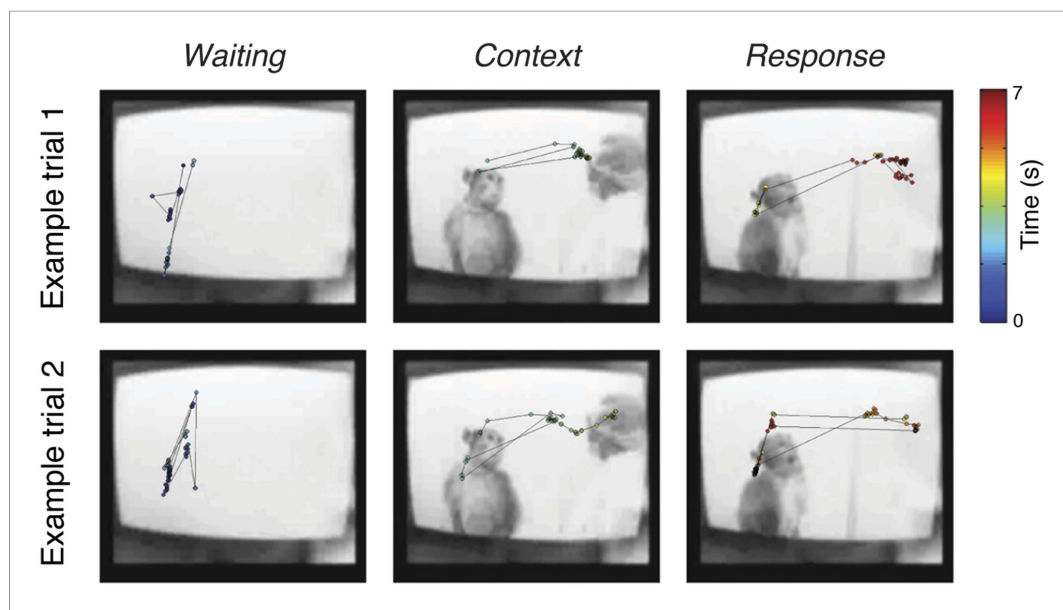 Waiting Context Response
Example trial 1
7
Time (s)
0
Example trial 2